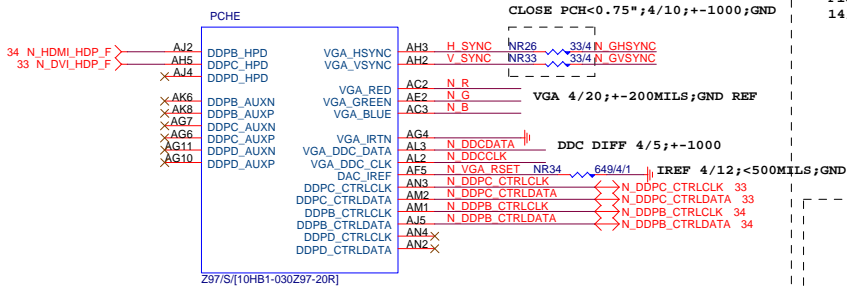 CLOSE PCH<0.75";4/10;+-1000;GND
14
PCHE
34 N_HDMI_HDP_F AJ2 DDPB_HPD VGA_HSYNC AH3 H_SYNC NR26 33/4 N_GHSYNC
33 N_DVI_HDP_F AH5 DDPC_HPD VGA_VSYNC AH2 V_SYNC NR33 33/4 N_GVSYNC
AJ4 DDPD_HPD
VGA_RED AC2 N_R
AK6 DDPB_AUXN VGA_GREEN AE2 N_G VGA 4/20;+-200MILS;GND REF
AK8 DDPB_AUXP VGA_BLUE AC3 N_B
AG7 DDPC_AUXN
AG6 DDPC_AUXP VGA_IRTN AG4
AG11 DDPD_AUXN VGA_DDC_DATA AL3 N_DDCDATA DDC DIFF 4/5;+-1000
AG10 DDPD_AUXP VGA_DDC_CLK AL2 N_DDCCLK
DAC_IREF AF5 N_VGA_RSET NR34 649/4/1 IREF 4/12;<500MILS;GND
DDPC_CTRLCLK AN3 N_DDPC_CTRLCLK N_DDPC_CTRLCLK 33
DDPC_CTRLDATA AM2 N_DDPC_CTRLDATA N_DDPC_CTRLDATA 33
DDPB_CTRLCLK AM1 N_DDPB_CTRLCLK N_DDPB_CTRLCLK 34
DDPB_CTRLDATA AJ5 N_DDPB_CTRLDATA N_DDPB_CTRLDATA 34
DDPD_CTRLCLK AN4
DDPD_CTRLDATA AN2
Z97/S/[10HB1-030Z97-20R]